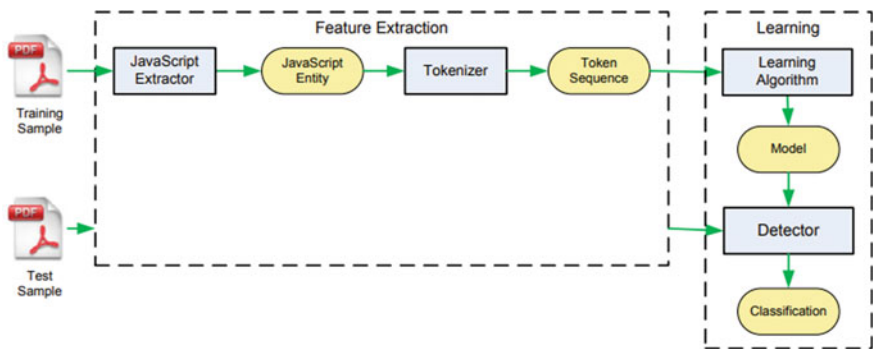 Feature Extraction
Learning
PDF
Training
Sample
JavaScript
Extractor
JavaScript
Entity
Tokenizer
Token
Sequence
Learning
Algorithm
Model
PDF
Test
Sample
Detector
Classification